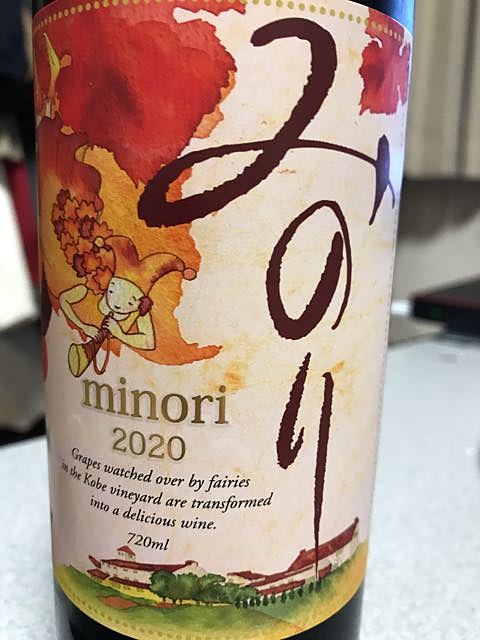 みのり
minori
2020
Grapes watched over by fairies
in the Kobe vineyard are transformed
into a delicious wine.
720ml